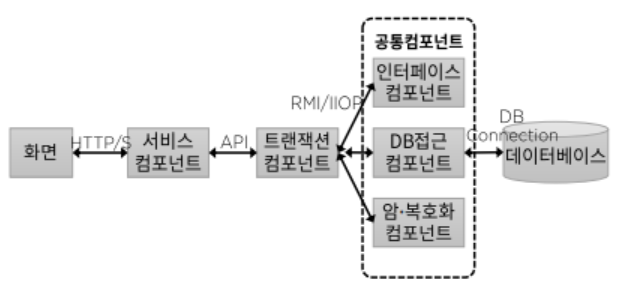 공통컴포넌트
인터페이스
컴포넌트
RMI/IIOP
화면
HTTP/S
서비스
컴포넌트
API
트랜잭션
컴포넌트
DB접근
컴포넌트
DB
Connection
데이터베이스
암·복호화
컴포넌트